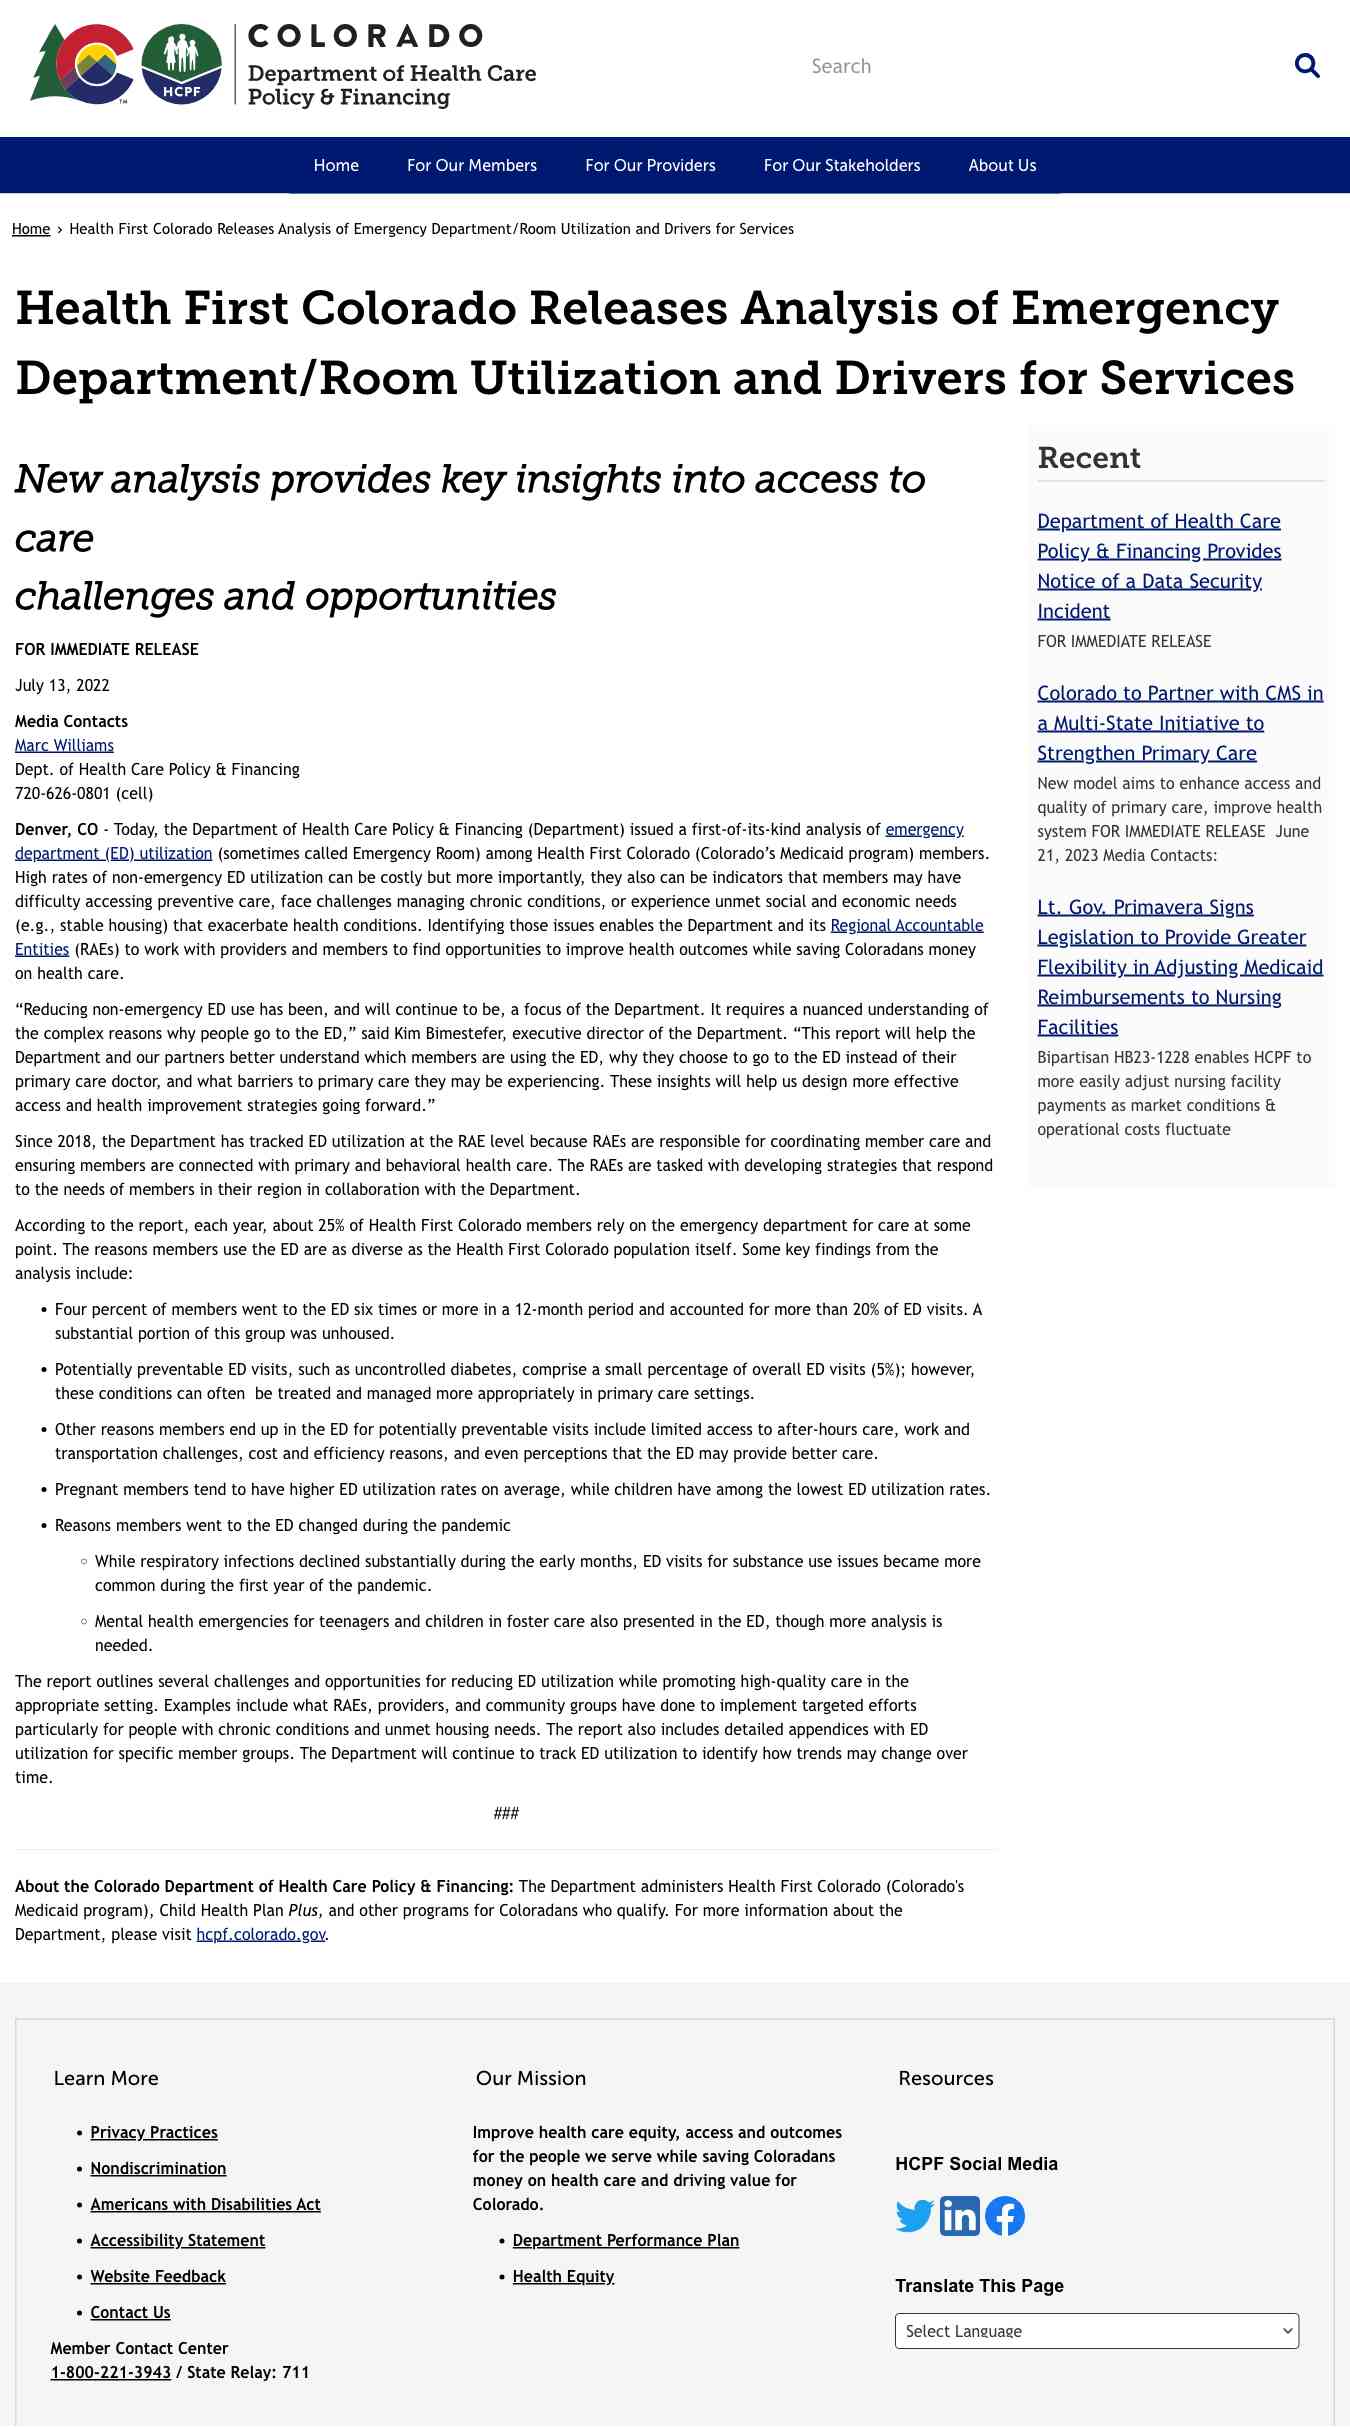 COLORADO
Department of Health Care
Policy & Financing
HCPF
TM
Search
Home
For Our Members
For Our Providers
For Our Stakeholders
About Us
Home › Health First Colorado Releases Analysis of Emergency Department/Room Utilization and Drivers for Services
Health First Colorado Releases Analysis of Emergency
Department/Room Utilization and Drivers for Services
New analysis provides key insights into access to
care
challenges and opportunities
FOR IMMEDIATE RELEASE
July 13, 2022
Media Contacts
Marc Williams
Dept. of Health Care Policy & Financing
720-626-0801 (cell)
Denver, CO - Today, the Department of Health Care Policy & Financing (Department) issued a first-of-its-kind analysis of emergency
department (ED) utilization (sometimes called Emergency Room) among Health First Colorado (Colorado’s Medicaid program) members.
High rates of non-emergency ED utilization can be costly but more importantly, they also can be indicators that members may have
difficulty accessing preventive care, face challenges managing chronic conditions, or experience unmet social and economic needs
(e.g., stable housing) that exacerbate health conditions. Identifying those issues enables the Department and its Regional Accountable
Entities (RAEs) to work with providers and members to find opportunities to improve health outcomes while saving Coloradans money
on health care.
“Reducing non-emergency ED use has been, and will continue to be, a focus of the Department. It requires a nuanced understanding of
the complex reasons why people go to the ED,” said Kim Bimestefer, executive director of the Department. “This report will help the
Department and our partners better understand which members are using the ED, why they choose to go to the ED instead of their
primary care doctor, and what barriers to primary care they may be experiencing. These insights will help us design more effective
access and health improvement strategies going forward.”
Since 2018, the Department has tracked ED utilization at the RAE level because RAEs are responsible for coordinating member care and
ensuring members are connected with primary and behavioral health care. The RAEs are tasked with developing strategies that respond
to the needs of members in their region in collaboration with the Department.
According to the report, each year, about 25% of Health First Colorado members rely on the emergency department for care at some
point. The reasons members use the ED are as diverse as the Health First Colorado population itself. Some key findings from the
analysis include:
• Four percent of members went to the ED six times or more in a 12-month period and accounted for more than 20% of ED visits. A
substantial portion of this group was unhoused.
• Potentially preventable ED visits, such as uncontrolled diabetes, comprise a small percentage of overall ED visits (5%); however,
these conditions can often  be treated and managed more appropriately in primary care settings.
• Other reasons members end up in the ED for potentially preventable visits include limited access to after-hours care, work and
transportation challenges, cost and efficiency reasons, and even perceptions that the ED may provide better care.
• Pregnant members tend to have higher ED utilization rates on average, while children have among the lowest ED utilization rates.
• Reasons members went to the ED changed during the pandemic
◦ While respiratory infections declined substantially during the early months, ED visits for substance use issues became more
common during the first year of the pandemic.
◦ Mental health emergencies for teenagers and children in foster care also presented in the ED, though more analysis is
needed.
The report outlines several challenges and opportunities for reducing ED utilization while promoting high-quality care in the
appropriate setting. Examples include what RAEs, providers, and community groups have done to implement targeted efforts
particularly for people with chronic conditions and unmet housing needs. The report also includes detailed appendices with ED
utilization for specific member groups. The Department will continue to track ED utilization to identify how trends may change over
time.
###
About the Colorado Department of Health Care Policy & Financing: The Department administers Health First Colorado (Colorado's
Medicaid program), Child Health Plan Plus, and other programs for Coloradans who qualify. For more information about the
Department, please visit hcpf.colorado.gov.
Recent
Department of Health Care
Policy & Financing Provides
Notice of a Data Security
Incident
FOR IMMEDIATE RELEASE
Colorado to Partner with CMS in
a Multi-State Initiative to
Strengthen Primary Care
New model aims to enhance access and
quality of primary care, improve health
system FOR IMMEDIATE RELEASE  June
21, 2023 Media Contacts:
Lt. Gov. Primavera Signs
Legislation to Provide Greater
Flexibility in Adjusting Medicaid
Reimbursements to Nursing
Facilities
Bipartisan HB23-1228 enables HCPF to
more easily adjust nursing facility
payments as market conditions &
operational costs fluctuate
Learn More
• Privacy Practices
• Nondiscrimination
• Americans with Disabilities Act
• Accessibility Statement
• Website Feedback
• Contact Us
Member Contact Center
1-800-221-3943 / State Relay: 711
Our Mission
Improve health care equity, access and outcomes
for the people we serve while saving Coloradans
money on health care and driving value for
Colorado.
• Department Performance Plan
• Health Equity
Resources
HCPF Social Media
Translate This Page
Select Language